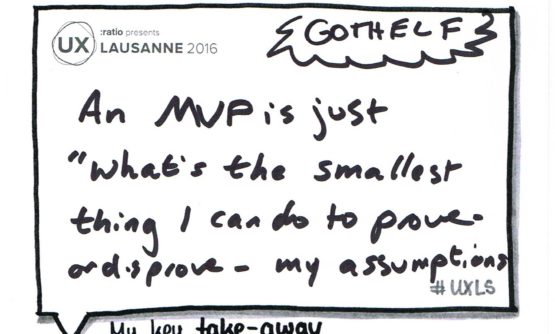 :ratio presents
UX LAUSANNE 2016
GOTHELF
An MVP is just
"What's the smallest
thing I can do to prove-
or disprove - my assumptions
#UXLS
My key take-away